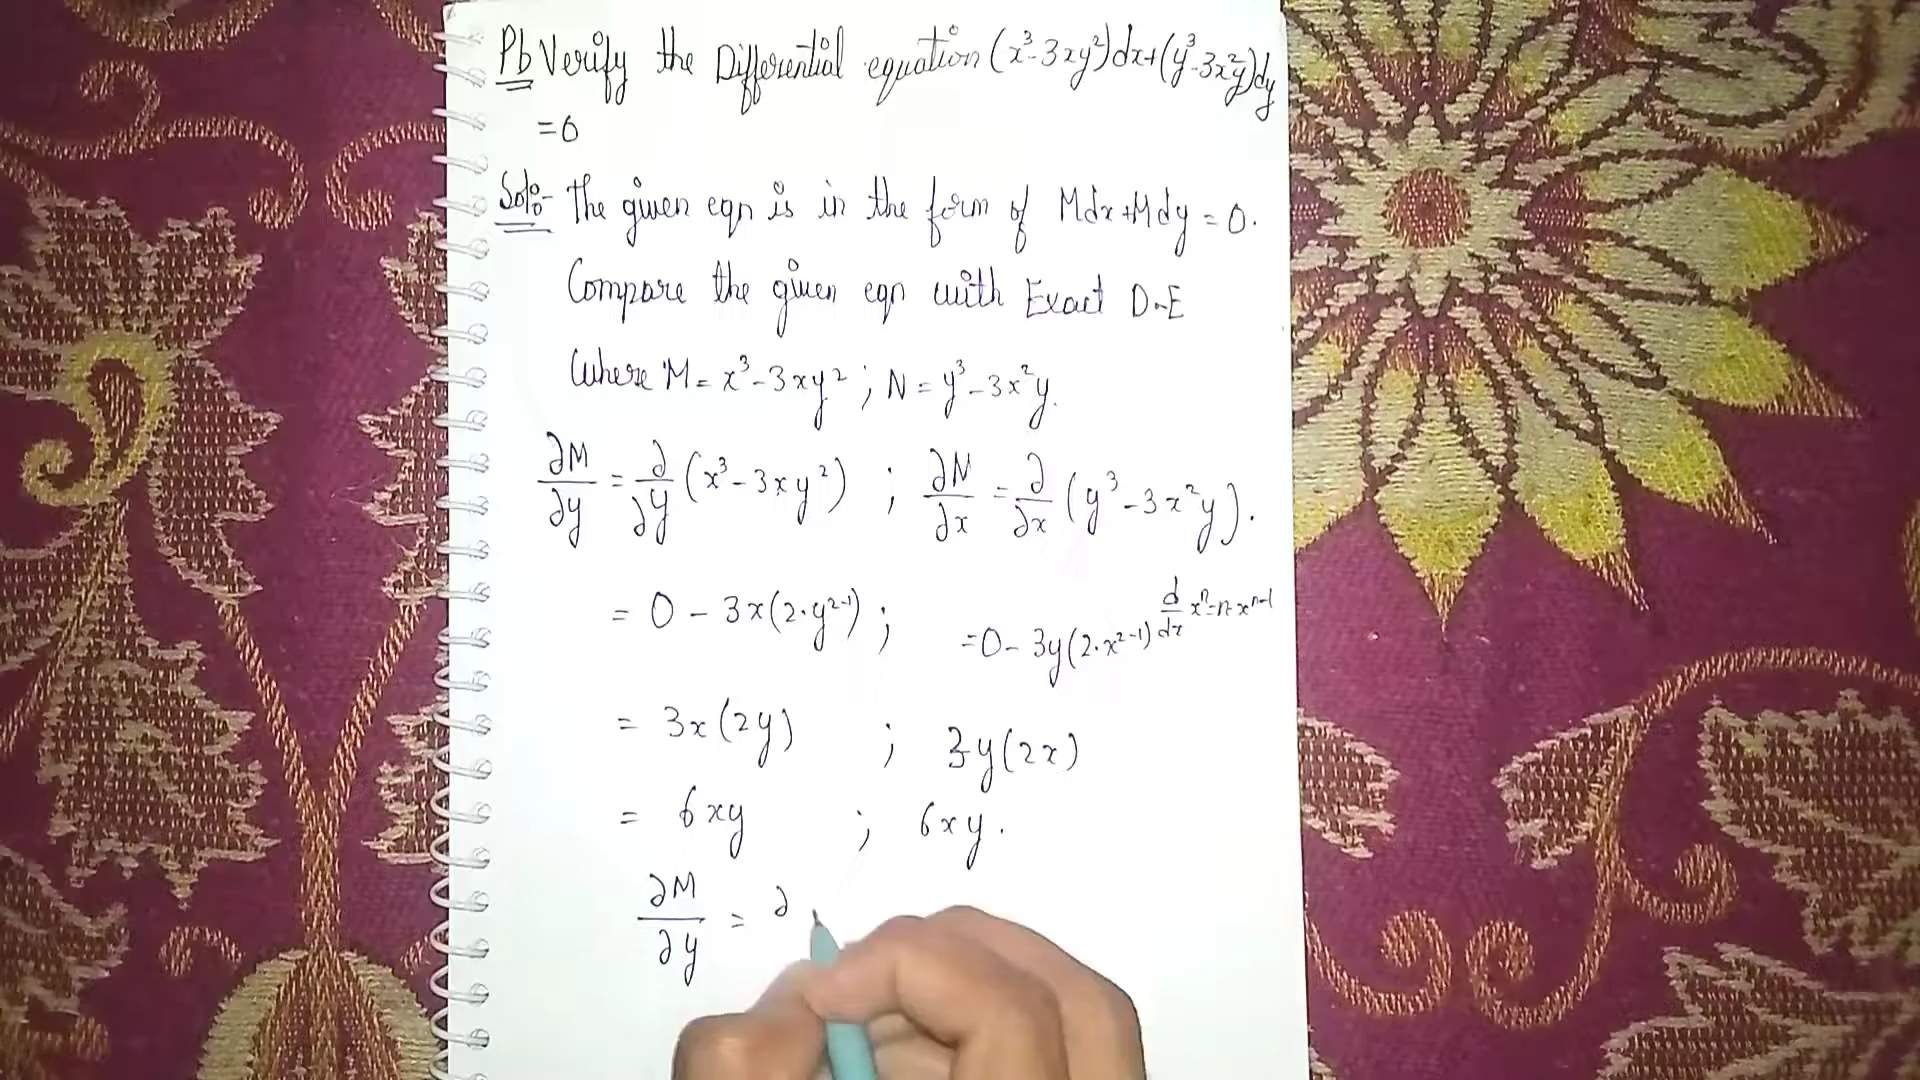 Pb Verify the Differential equation (x³-3xy²)dx+(y³-3x²y)dy
=0
Sol:- The given eqn is in the form of Mdx+Mdy=0.
Compare the given eqn with Exact D.E
Where M = x³-3xy² ; N = y³-3x²y.
∂M/∂y = ∂/∂y (x³-3xy²) ; ∂N/∂x = ∂/∂x (y³-3x²y).
= 0 - 3x(2·y²⁻¹) ; =0-3y(2·x²⁻¹) d/dx xⁿ=n·xⁿ⁻¹
= 3x(2y) ; 3y(2x)
= 6xy ; 6xy.
∂M/∂y = ∂